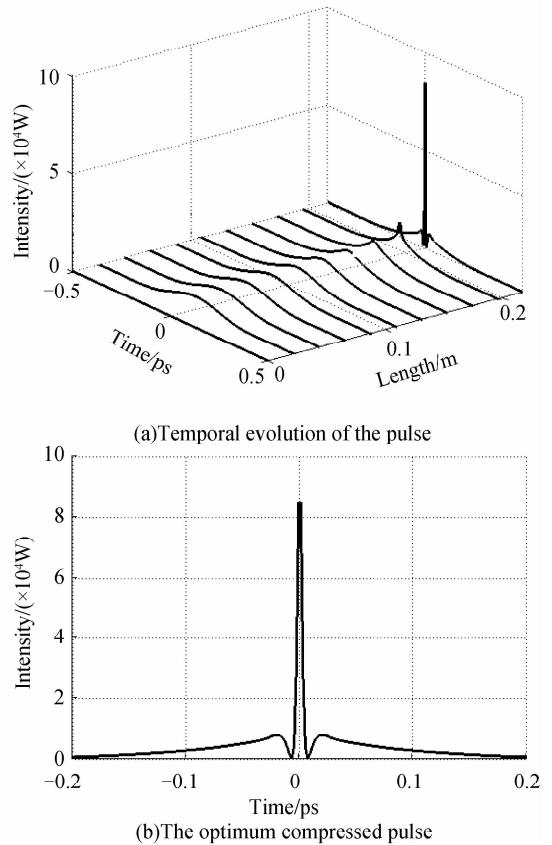 10
5
0
Intensity/(×10⁴W)
−0.5
0
0.5
Time/ps
0
0.1
0.2
Length/m
(a)Temporal evolution of the pulse
10
8
6
4
2
0
Intensity/(×10⁴W)
−0.2
−0.1
0
0.1
0.2
Time/ps
(b)The optimum compressed pulse